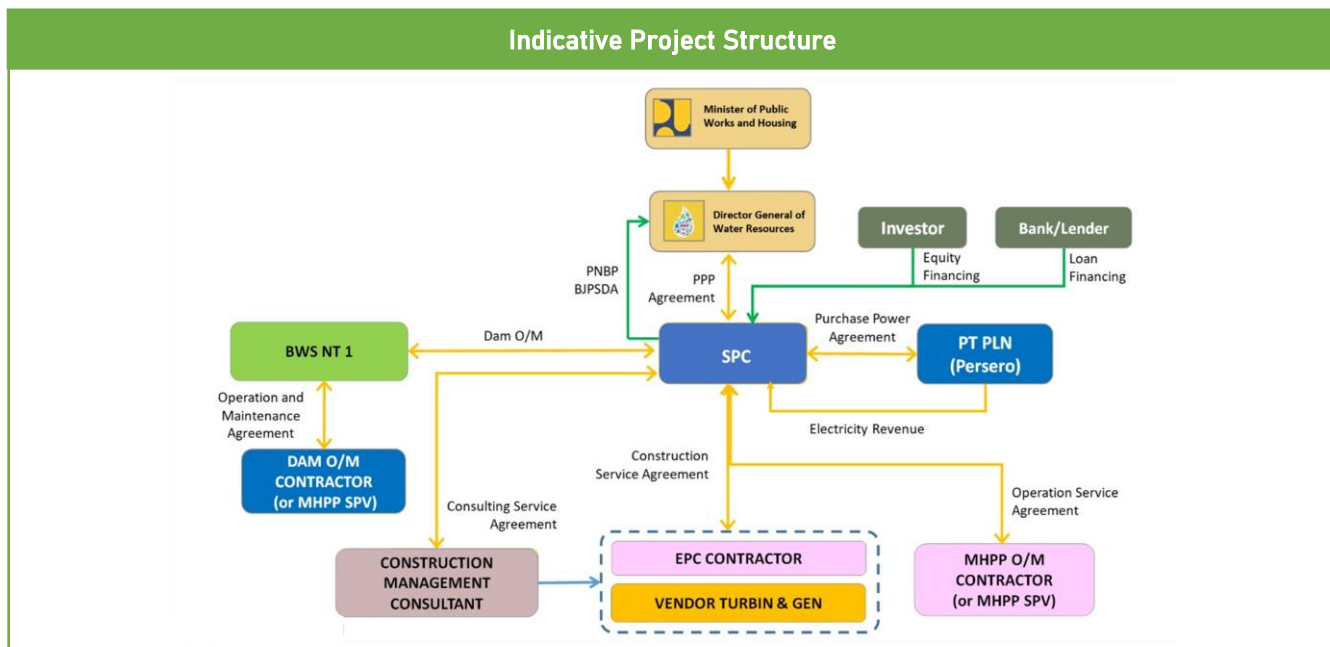 Indicative Project Structure
Minister of Public
Works and Housing
Director General of
Water Resources
Investor
Bank/Lender
Equity
Financing
Loan
Financing
PNBP
BJPSDA
PPP
Agreement
Purchase Power
Agreement
Dam O/M
BWS NT 1
SPC
PT PLN
(Persero)
Operation and
Maintenance
Agreement
Electricity Revenue
DAM O/M
CONTRACTOR
(or MHPP SPV)
Construction
Service Agreement
Consulting Service
Agreement
Operation Service
Agreement
CONSTRUCTION
MANAGEMENT
CONSULTANT
EPC CONTRACTOR
VENDOR TURBIN & GEN
MHPP O/M
CONTRACTOR
(or MHPP SPV)